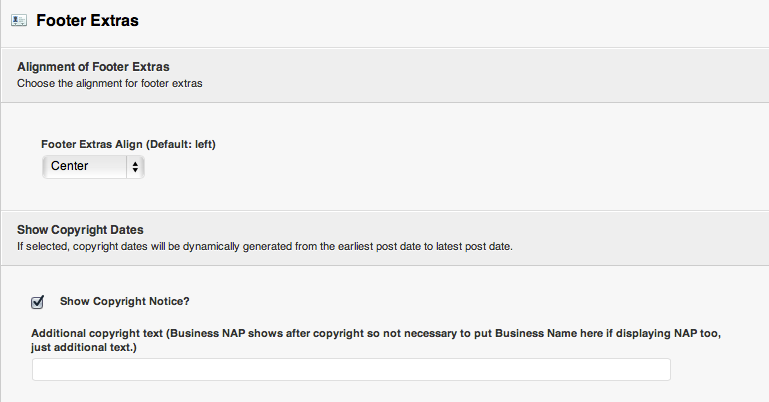 Footer Extras
Alignment of Footer Extras
Choose the alignment for footer extras
Footer Extras Align (Default: left)
Center
Show Copyright Dates
If selected, copyright dates will be dynamically generated from the earliest post date to latest post date.
Show Copyright Notice?
Additional copyright text (Business NAP shows after copyright so not necessary to put Business Name here if displaying NAP too,
just additional text.)